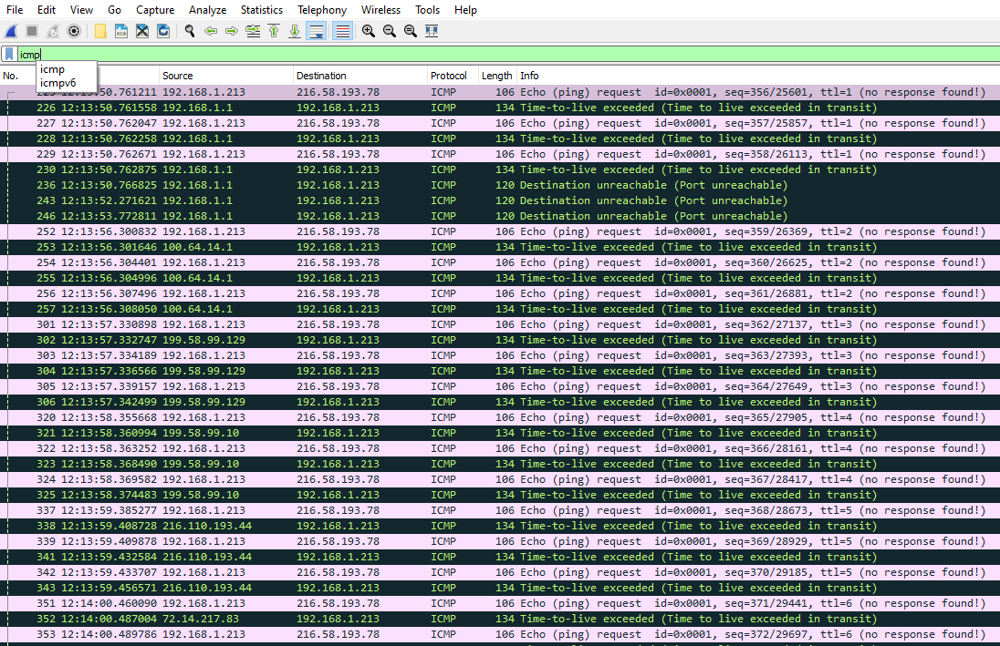 File Edit View Go Capture Analyze Statistics Telephony Wireless Tools Help
icmp
icmp
icmpv6
No. Source Destination Protocol Length Info
225 12:13:50.761211 192.168.1.213 216.58.193.78 ICMP 106 Echo (ping) request id=0x0001, seq=356/25601, ttl=1 (no response found!)
226 12:13:50.761558 192.168.1.1 192.168.1.213 ICMP 134 Time-to-live exceeded (Time to live exceeded in transit)
227 12:13:50.762047 192.168.1.213 216.58.193.78 ICMP 106 Echo (ping) request id=0x0001, seq=357/25857, ttl=1 (no response found!)
228 12:13:50.762258 192.168.1.1 192.168.1.213 ICMP 134 Time-to-live exceeded (Time to live exceeded in transit)
229 12:13:50.762671 192.168.1.213 216.58.193.78 ICMP 106 Echo (ping) request id=0x0001, seq=358/26113, ttl=1 (no response found!)
230 12:13:50.762875 192.168.1.1 192.168.1.213 ICMP 134 Time-to-live exceeded (Time to live exceeded in transit)
236 12:13:50.766825 192.168.1.1 192.168.1.213 ICMP 120 Destination unreachable (Port unreachable)
243 12:13:52.271621 192.168.1.1 192.168.1.213 ICMP 120 Destination unreachable (Port unreachable)
246 12:13:53.772811 192.168.1.1 192.168.1.213 ICMP 120 Destination unreachable (Port unreachable)
252 12:13:56.300832 192.168.1.213 216.58.193.78 ICMP 106 Echo (ping) request id=0x0001, seq=359/26369, ttl=2 (no response found!)
253 12:13:56.301646 100.64.14.1 192.168.1.213 ICMP 134 Time-to-live exceeded (Time to live exceeded in transit)
254 12:13:56.304401 192.168.1.213 216.58.193.78 ICMP 106 Echo (ping) request id=0x0001, seq=360/26625, ttl=2 (no response found!)
255 12:13:56.304996 100.64.14.1 192.168.1.213 ICMP 134 Time-to-live exceeded (Time to live exceeded in transit)
256 12:13:56.307496 192.168.1.213 216.58.193.78 ICMP 106 Echo (ping) request id=0x0001, seq=361/26881, ttl=2 (no response found!)
257 12:13:56.308050 100.64.14.1 192.168.1.213 ICMP 134 Time-to-live exceeded (Time to live exceeded in transit)
301 12:13:57.330898 192.168.1.213 216.58.193.78 ICMP 106 Echo (ping) request id=0x0001, seq=362/27137, ttl=3 (no response found!)
302 12:13:57.332747 199.58.99.129 192.168.1.213 ICMP 134 Time-to-live exceeded (Time to live exceeded in transit)
303 12:13:57.334189 192.168.1.213 216.58.193.78 ICMP 106 Echo (ping) request id=0x0001, seq=363/27393, ttl=3 (no response found!)
304 12:13:57.336566 199.58.99.129 192.168.1.213 ICMP 134 Time-to-live exceeded (Time to live exceeded in transit)
305 12:13:57.339157 192.168.1.213 216.58.193.78 ICMP 106 Echo (ping) request id=0x0001, seq=364/27649, ttl=3 (no response found!)
306 12:13:57.342499 199.58.99.129 192.168.1.213 ICMP 134 Time-to-live exceeded (Time to live exceeded in transit)
320 12:13:58.355668 192.168.1.213 216.58.193.78 ICMP 106 Echo (ping) request id=0x0001, seq=365/27905, ttl=4 (no response found!)
321 12:13:58.360994 199.58.99.10 192.168.1.213 ICMP 134 Time-to-live exceeded (Time to live exceeded in transit)
322 12:13:58.363252 192.168.1.213 216.58.193.78 ICMP 106 Echo (ping) request id=0x0001, seq=366/28161, ttl=4 (no response found!)
323 12:13:58.368490 199.58.99.10 192.168.1.213 ICMP 134 Time-to-live exceeded (Time to live exceeded in transit)
324 12:13:58.369582 192.168.1.213 216.58.193.78 ICMP 106 Echo (ping) request id=0x0001, seq=367/28417, ttl=4 (no response found!)
325 12:13:58.374483 199.58.99.10 192.168.1.213 ICMP 134 Time-to-live exceeded (Time to live exceeded in transit)
337 12:13:59.385277 192.168.1.213 216.58.193.78 ICMP 106 Echo (ping) request id=0x0001, seq=368/28673, ttl=5 (no response found!)
338 12:13:59.408728 216.110.193.44 192.168.1.213 ICMP 134 Time-to-live exceeded (Time to live exceeded in transit)
339 12:13:59.409878 192.168.1.213 216.58.193.78 ICMP 106 Echo (ping) request id=0x0001, seq=369/28929, ttl=5 (no response found!)
341 12:13:59.432584 216.110.193.44 192.168.1.213 ICMP 134 Time-to-live exceeded (Time to live exceeded in transit)
342 12:13:59.433707 192.168.1.213 216.58.193.78 ICMP 106 Echo (ping) request id=0x0001, seq=370/29185, ttl=5 (no response found!)
343 12:13:59.456571 216.110.193.44 192.168.1.213 ICMP 134 Time-to-live exceeded (Time to live exceeded in transit)
351 12:14:00.460090 192.168.1.213 216.58.193.78 ICMP 106 Echo (ping) request id=0x0001, seq=371/29441, ttl=6 (no response found!)
352 12:14:00.487004 72.14.217.83 192.168.1.213 ICMP 134 Time-to-live exceeded (Time to live exceeded in transit)
353 12:14:00.489786 192.168.1.213 216.58.193.78 ICMP 106 Echo (ping) request id=0x0001, seq=372/29697, ttl=6 (no response found!)